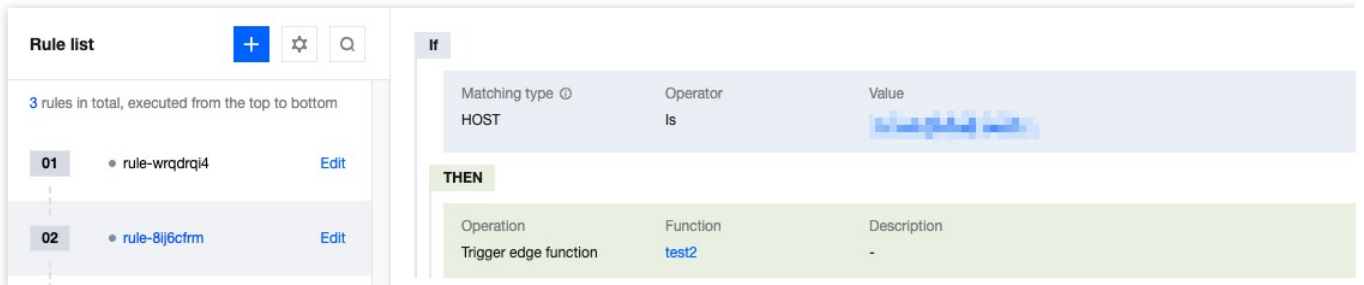 Rule list
3 rules in total, executed from the top to bottom
01 rule-wrqdrqi4 Edit
02 rule-8ij6cfrm Edit
If
Matching type Operator Value
HOST Is
THEN
Operation Function Description
Trigger edge function test2 -